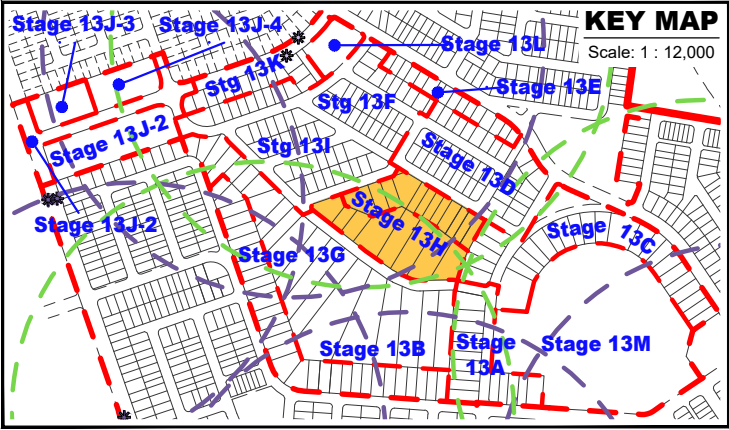 KEY MAP
Scale: 1 : 12,000
Stage 13J-3
Stage 13J-4
Stage 13L
Stg 13K
Stage 13E
Stg 13F
Stage 13J-2
Stg 13I
Stage 13D
Stage 13J-2
Stage 13H
Stage 13C
Stage 13G
Stage 13B
Stage
13A
Stage 13M